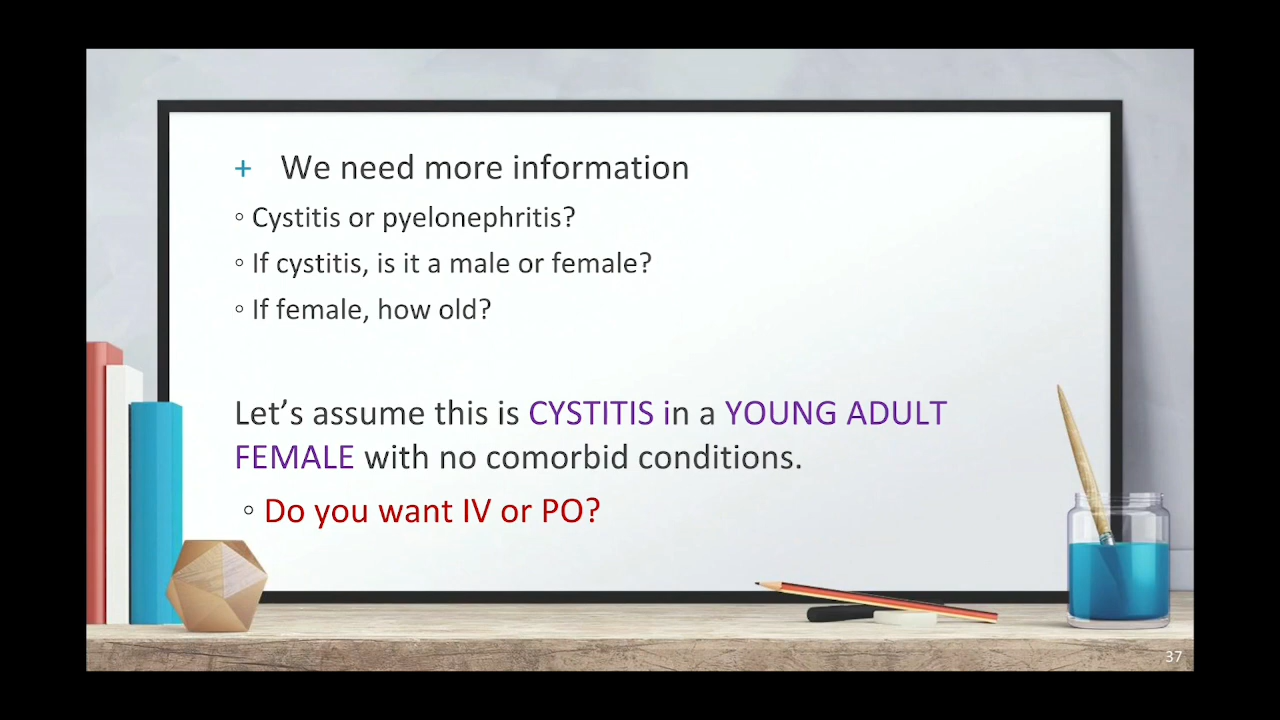 + We need more information
◦ Cystitis or pyelonephritis?
◦ If cystitis, is it a male or female?
◦ If female, how old?
Let’s assume this is CYSTITIS in a YOUNG ADULT
FEMALE with no comorbid conditions.
◦ Do you want IV or PO?
37